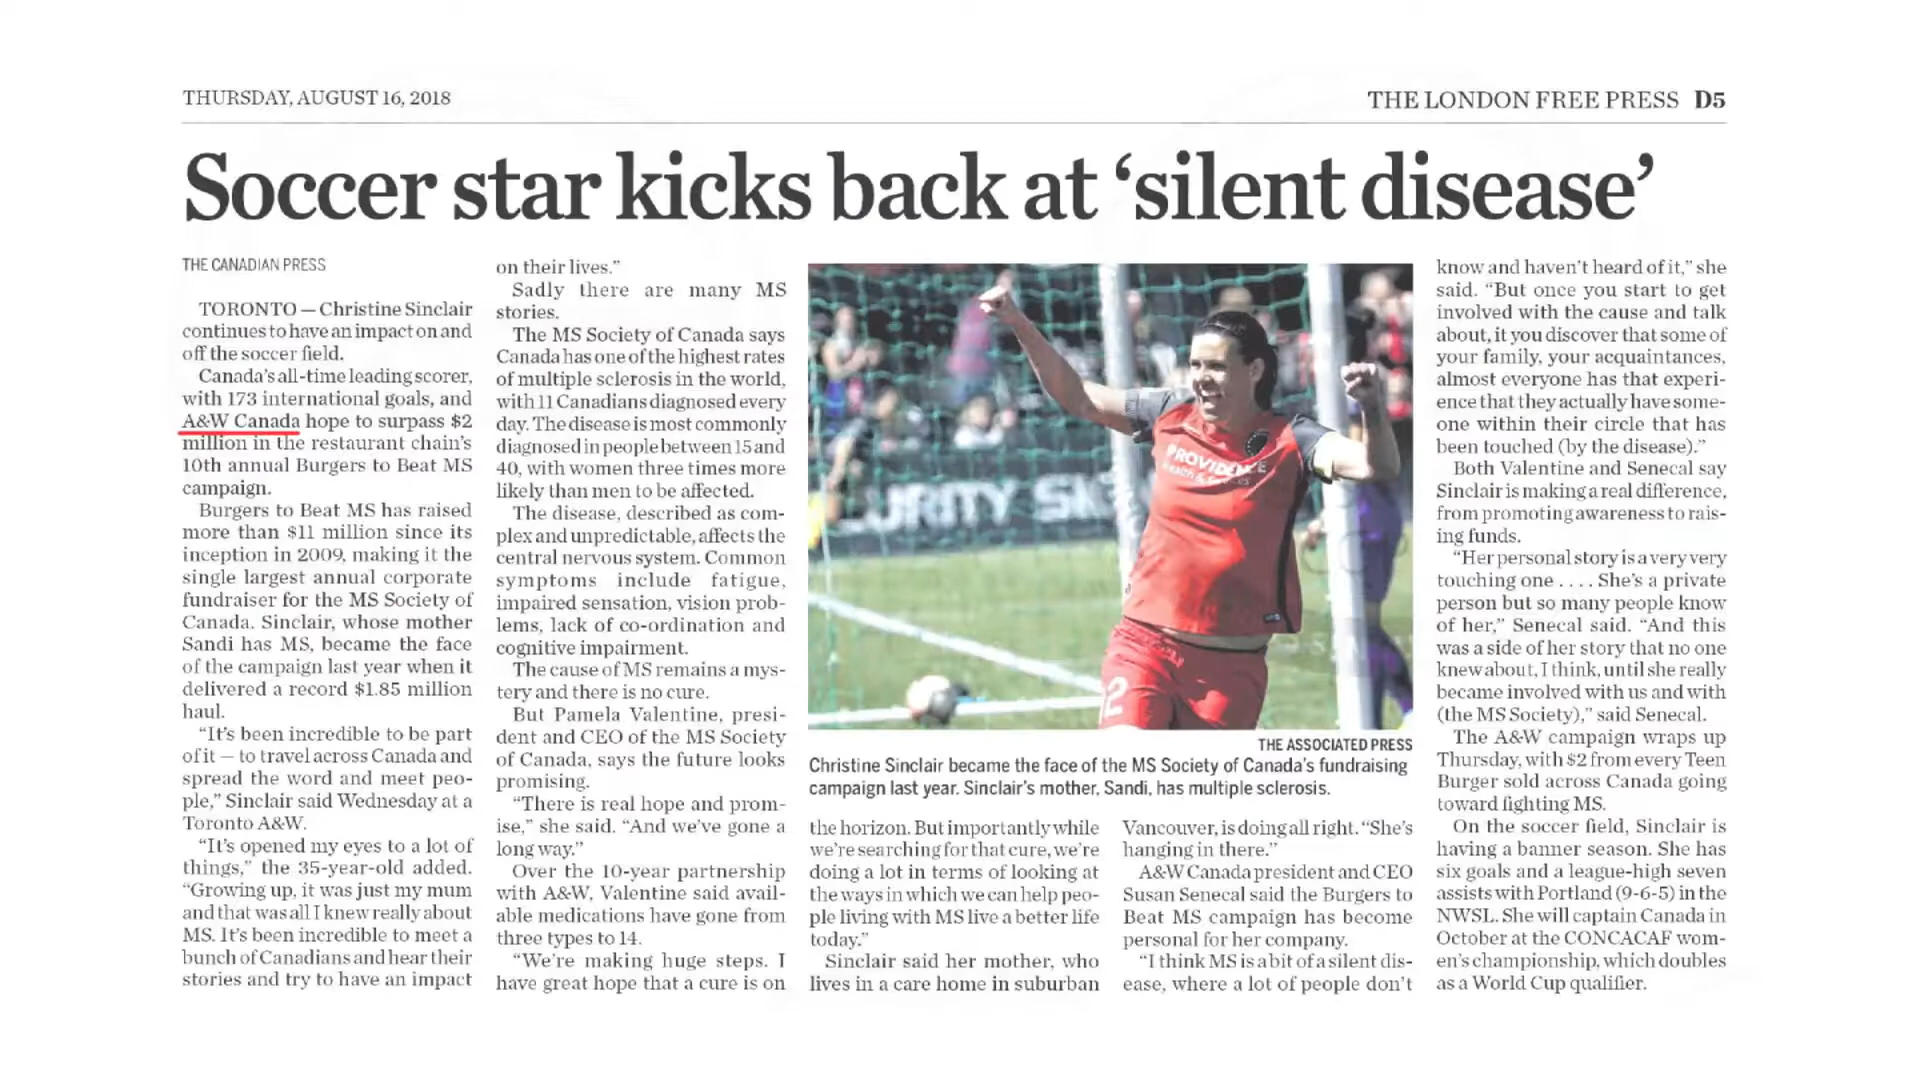 THURSDAY, AUGUST 16, 2018
THE LONDON FREE PRESS D5
Soccer star kicks back at ‘silent disease’
THE CANADIAN PRESS
TORONTO — Christine Sinclair
continues to have an impact on and
off the soccer field.
Canada’s all-time leading scorer,
with 173 international goals, and
A&W Canada hope to surpass $2
million in the restaurant chain’s
10th annual Burgers to Beat MS
campaign.
Burgers to Beat MS has raised
more than $11 million since its
inception in 2009, making it the
single largest annual corporate
fundraiser for the MS Society of
Canada. Sinclair, whose mother
Sandi has MS, became the face
of the campaign last year when it
delivered a record $1.85 million
haul.
“It’s been incredible to be part
of it — to travel across Canada and
spread the word and meet peo-
ple,” Sinclair said Wednesday at a
Toronto A&W.
“It’s opened my eyes to a lot of
things,” the 35-year-old added.
“Growing up, it was just my mum
and that was all I knew really about
MS. It’s been incredible to meet a
bunch of Canadians and hear their
stories and try to have an impact
on their lives.”
Sadly there are many MS
stories.
The MS Society of Canada says
Canada has one of the highest rates
of multiple sclerosis in the world,
with 11 Canadians diagnosed every
day. The disease is most commonly
diagnosed in people between 15 and
40, with women three times more
likely than men to be affected.
The disease, described as com-
plex and unpredictable, affects the
central nervous system. Common
symptoms include fatigue,
impaired sensation, vision prob-
lems, lack of co-ordination and
cognitive impairment.
The cause of MS remains a mys-
tery and there is no cure.
But Pamela Valentine, presi-
dent and CEO of the MS Society
of Canada, says the future looks
promising.
“There is real hope and prom-
ise,” she said. “And we’ve gone a
long way.”
Over the 10-year partnership
with A&W, Valentine said avail-
able medications have gone from
three types to 14.
“We’re making huge steps. I
have great hope that a cure is on
PROVIDENCE
Health & Services
URITY
2
THE ASSOCIATED PRESS
Christine Sinclair became the face of the MS Society of Canada’s fundraising
campaign last year. Sinclair’s mother, Sandi, has multiple sclerosis.
the horizon. But importantly while
we’re searching for that cure, we’re
doing a lot in terms of looking at
the ways in which we can help peo-
ple living with MS live a better life
today.”
Sinclair said her mother, who
lives in a care home in suburban
Vancouver, is doing all right. “She’s
hanging in there.”
A&W Canada president and CEO
Susan Senecal said the Burgers to
Beat MS campaign has become
personal for her company.
“I think MS is a bit of a silent dis-
ease, where a lot of people don’t
know and haven’t heard of it,” she
said. “But once you start to get
involved with the cause and talk
about, it you discover that some of
your family, your acquaintances,
almost everyone has that experi-
ence that they actually have some-
one within their circle that has
been touched (by the disease).”
Both Valentine and Senecal say
Sinclair is making a real difference,
from promoting awareness to rais-
ing funds.
“Her personal story is a very very
touching one . . . . She’s a private
person but so many people know
of her,” Senecal said. “And this
was a side of her story that no one
knew about, I think, until she really
became involved with us and with
(the MS Society),” said Senecal.
The A&W campaign wraps up
Thursday, with $2 from every Teen
Burger sold across Canada going
toward fighting MS.
On the soccer field, Sinclair is
having a banner season. She has
six goals and a league-high seven
assists with Portland (9-6-5) in the
NWSL. She will captain Canada in
October at the CONCACAF wom-
en’s championship, which doubles
as a World Cup qualifier.